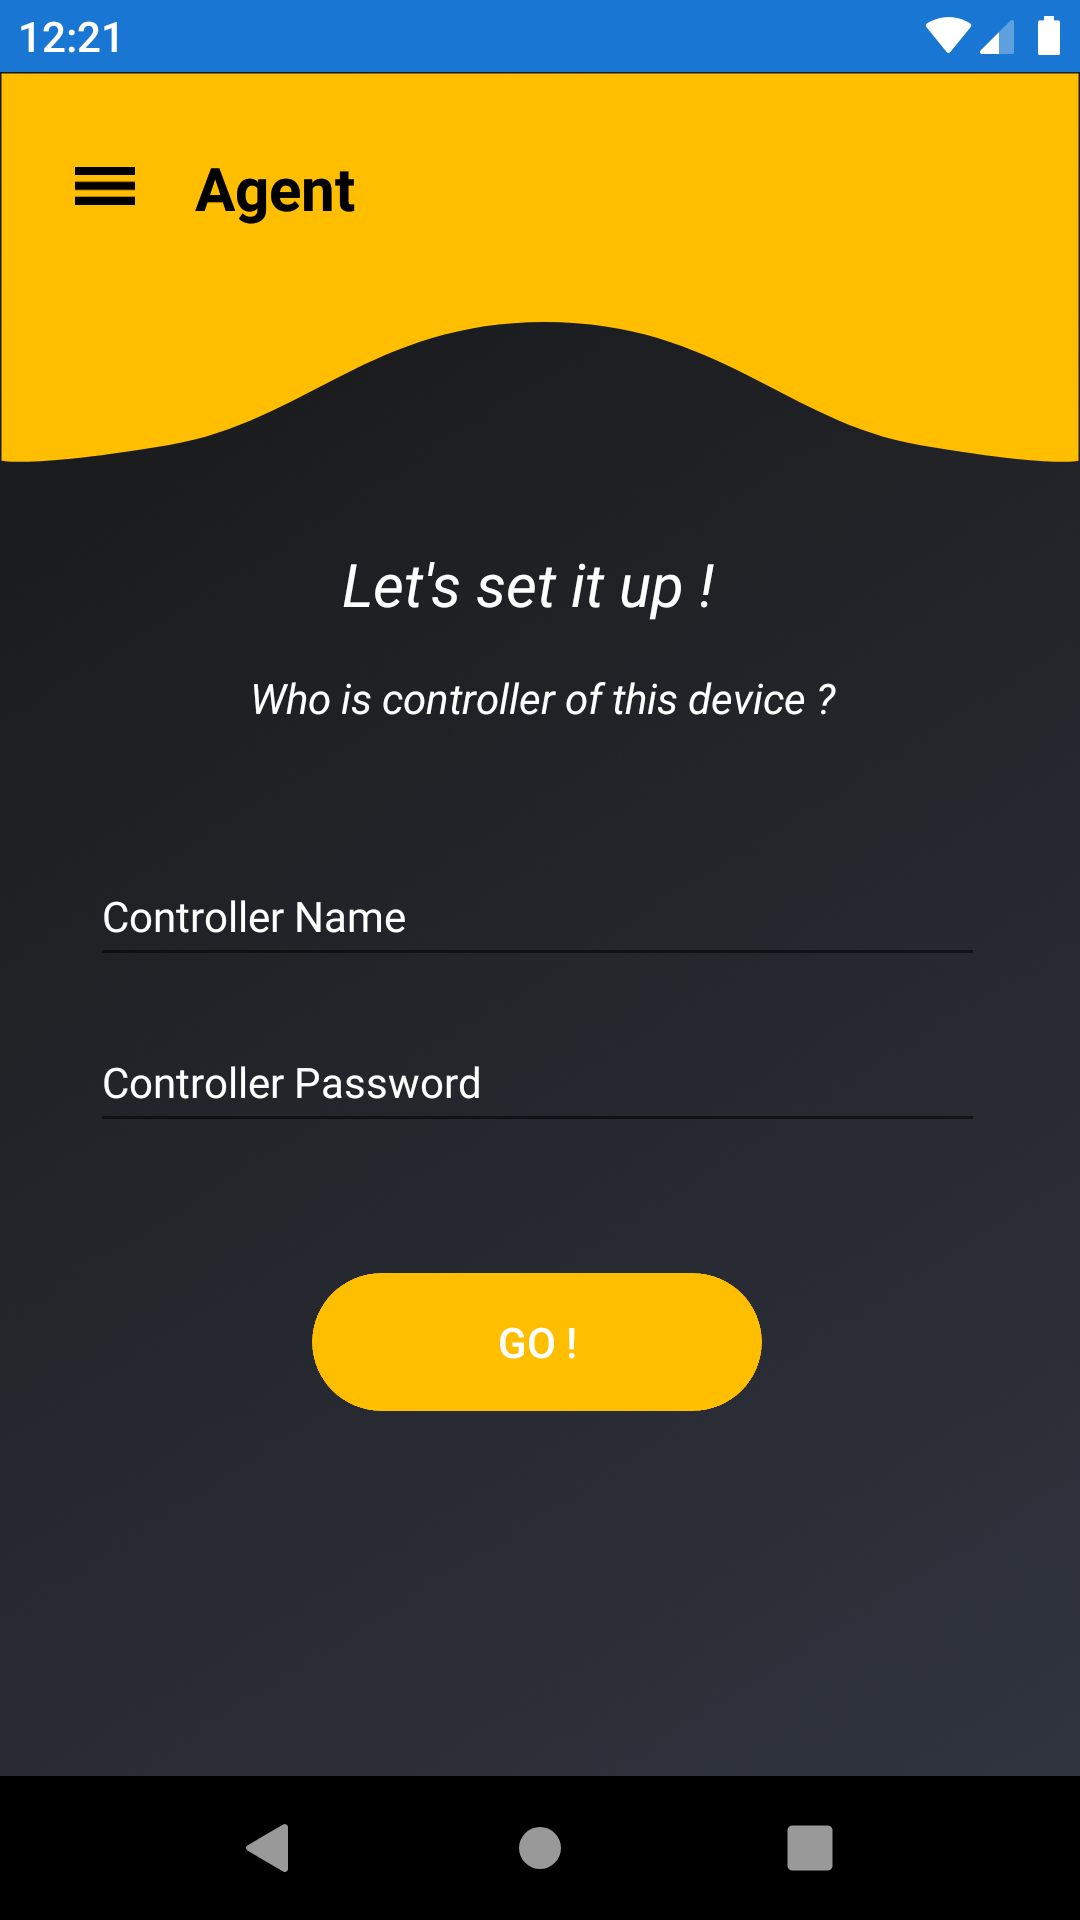 12:21
Agent
Let's set it up !
Who is controller of this device ?
Controller Name
Controller Password
GO !